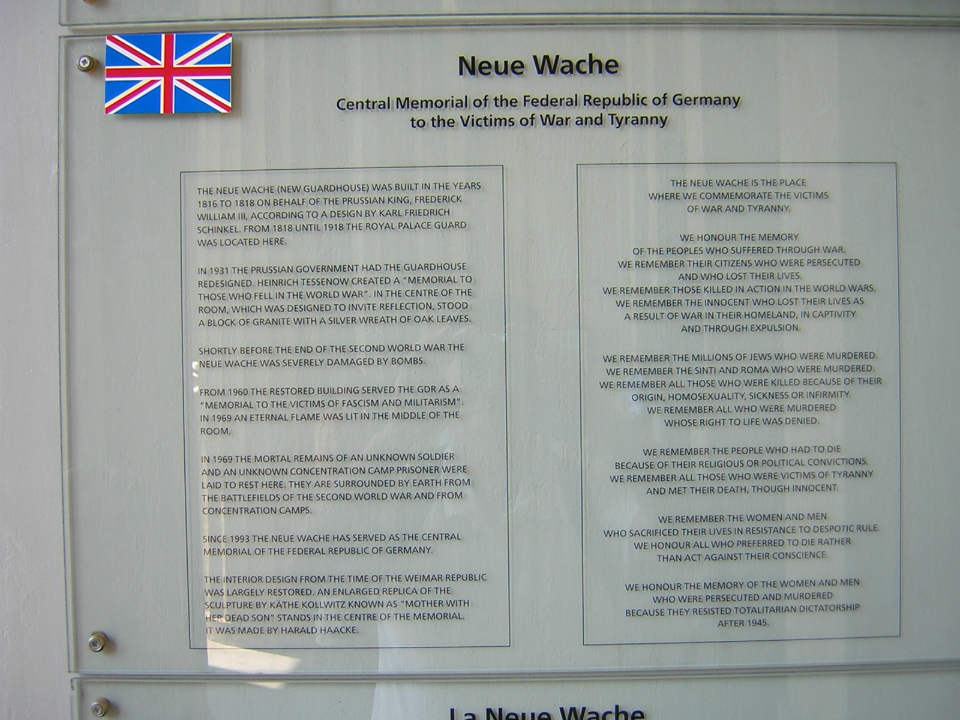 Neue Wache
Central Memorial of the Federal Republic of Germany
to the Victims of War and Tyranny
THE NEUE WACHE (NEW GUARDHOUSE) WAS BUILT IN THE YEARS
1816 TO 1818 ON BEHALF OF THE PRUSSIAN KING, FREDERICK
WILLIAM III, ACCORDING TO A DESIGN BY KARL FRIEDRICH
SCHINKEL. FROM 1818 UNTIL 1918 THE ROYAL PALACE GUARD
WAS LOCATED HERE.
IN 1931 THE PRUSSIAN GOVERNMENT HAD THE GUARDHOUSE
REDESIGNED. HEINRICH TESSENOW CREATED A "MEMORIAL TO
THOSE WHO FELL IN THE WORLD WAR". IN THE CENTRE OF THE
ROOM, WHICH WAS DESIGNED TO INVITE REFLECTION, STOOD
A BLOCK OF GRANITE WITH A SILVER WREATH OF OAK LEAVES.
SHORTLY BEFORE THE END OF THE SECOND WORLD WAR THE
NEUE WACHE WAS SEVERELY DAMAGED BY BOMBS.
FROM 1960 THE RESTORED BUILDING SERVED THE GDR AS A
"MEMORIAL TO THE VICTIMS OF FASCISM AND MILITARISM".
IN 1969 AN ETERNAL FLAME WAS LIT IN THE MIDDLE OF THE
ROOM.
IN 1969 THE MORTAL REMAINS OF AN UNKNOWN SOLDIER
AND AN UNKNOWN CONCENTRATION CAMP PRISONER WERE
LAID TO REST HERE. THEY ARE SURROUNDED BY EARTH FROM
THE BATTLEFIELDS OF THE SECOND WORLD WAR AND FROM
CONCENTRATION CAMPS.
SINCE 1993 THE NEUE WACHE HAS SERVED AS THE CENTRAL
MEMORIAL OF THE FEDERAL REPUBLIC OF GERMANY.
THE INTERIOR DESIGN FROM THE TIME OF THE WEIMAR REPUBLIC
WAS LARGELY RESTORED. AN ENLARGED REPLICA OF THE
SCULPTURE BY KÄTHE KOLLWITZ KNOWN AS "MOTHER WITH
HER DEAD SON" STANDS IN THE CENTRE OF THE MEMORIAL.
IT WAS MADE BY HARALD HAACKE.
THE NEUE WACHE IS THE PLACE
WHERE WE COMMEMORATE THE VICTIMS
OF WAR AND TYRANNY.
WE HONOUR THE MEMORY
OF THE PEOPLES WHO SUFFERED THROUGH WAR.
WE REMEMBER THEIR CITIZENS WHO WERE PERSECUTED
AND WHO LOST THEIR LIVES.
WE REMEMBER THOSE KILLED IN ACTION IN THE WORLD WARS.
WE REMEMBER THE INNOCENT WHO LOST THEIR LIVES AS
A RESULT OF WAR IN THEIR HOMELAND, IN CAPTIVITY
AND THROUGH EXPULSION.
WE REMEMBER THE MILLIONS OF JEWS WHO WERE MURDERED.
WE REMEMBER THE SINTI AND ROMA WHO WERE MURDERED.
WE REMEMBER ALL THOSE WHO WERE KILLED BECAUSE OF THEIR
ORIGIN, HOMOSEXUALITY, SICKNESS OR INFIRMITY.
WE REMEMBER ALL WHO WERE MURDERED
WHOSE RIGHT TO LIFE WAS DENIED.
WE REMEMBER THE PEOPLE WHO HAD TO DIE
BECAUSE OF THEIR RELIGIOUS OR POLITICAL CONVICTIONS.
WE REMEMBER ALL THOSE WHO WERE VICTIMS OF TYRANNY
AND MET THEIR DEATH, THOUGH INNOCENT.
WE REMEMBER THE WOMEN AND MEN
WHO SACRIFICED THEIR LIVES IN RESISTANCE TO DESPOTIC RULE.
WE HONOUR ALL WHO PREFERRED TO DIE RATHER
THAN ACT AGAINST THEIR CONSCIENCE.
WE HONOUR THE MEMORY OF THE WOMEN AND MEN
WHO WERE PERSECUTED AND MURDERED
BECAUSE THEY RESISTED TOTALITARIAN DICTATORSHIP
AFTER 1945.
La Neue Wache